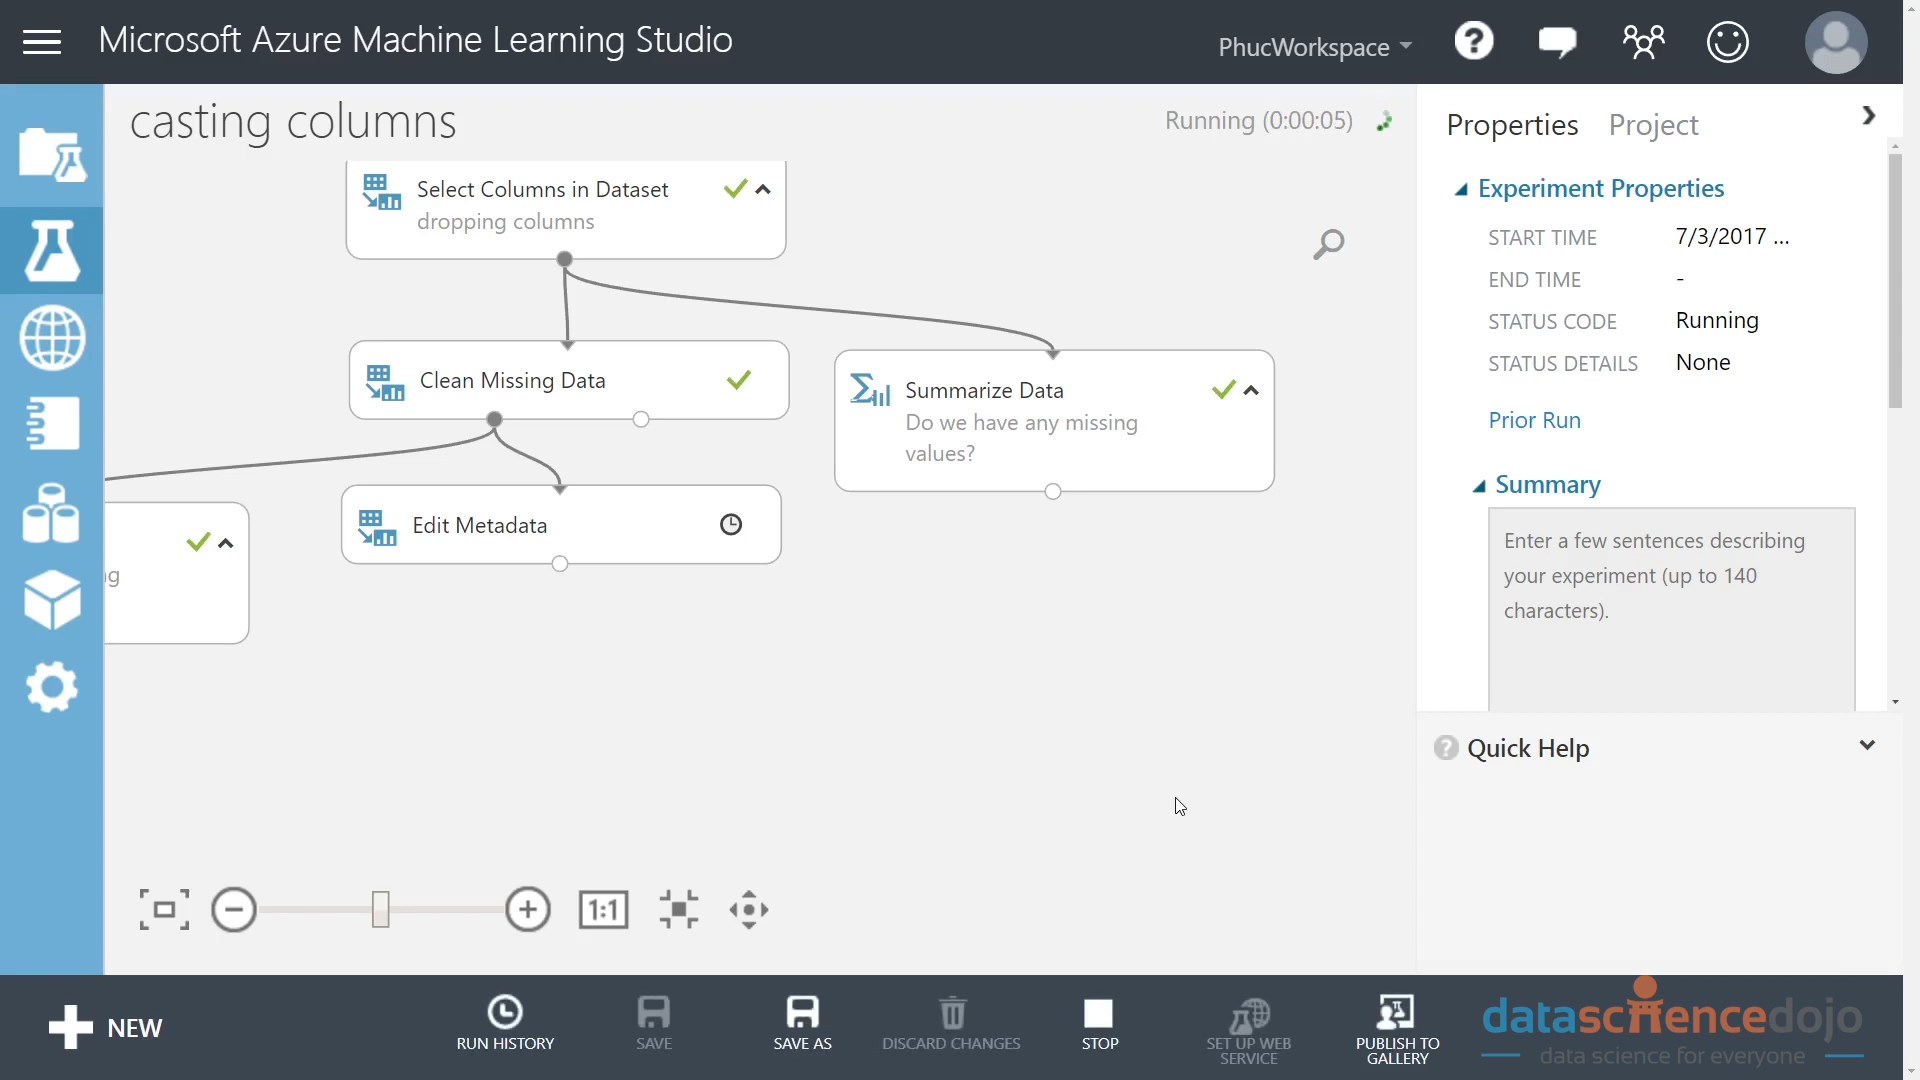 Microsoft Azure Machine Learning Studio
PhucWorkspace
casting columns
Running (0:00:05)
Select Columns in Dataset
dropping columns
Clean Missing Data
Summarize Data
Do we have any missing
values?
Edit Metadata
g
Properties
Project
Experiment Properties
START TIME 7/3/2017 ...
END TIME -
STATUS CODE Running
STATUS DETAILS None
Prior Run
Summary
Enter a few sentences describing
your experiment (up to 140
characters).
Quick Help
1:1
NEW
RUN HISTORY
SAVE
SAVE AS
DISCARD CHANGES
STOP
SET UP WEB
SERVICE
PUBLISH TO
GALLERY
datasciencedojo
data science for everyone